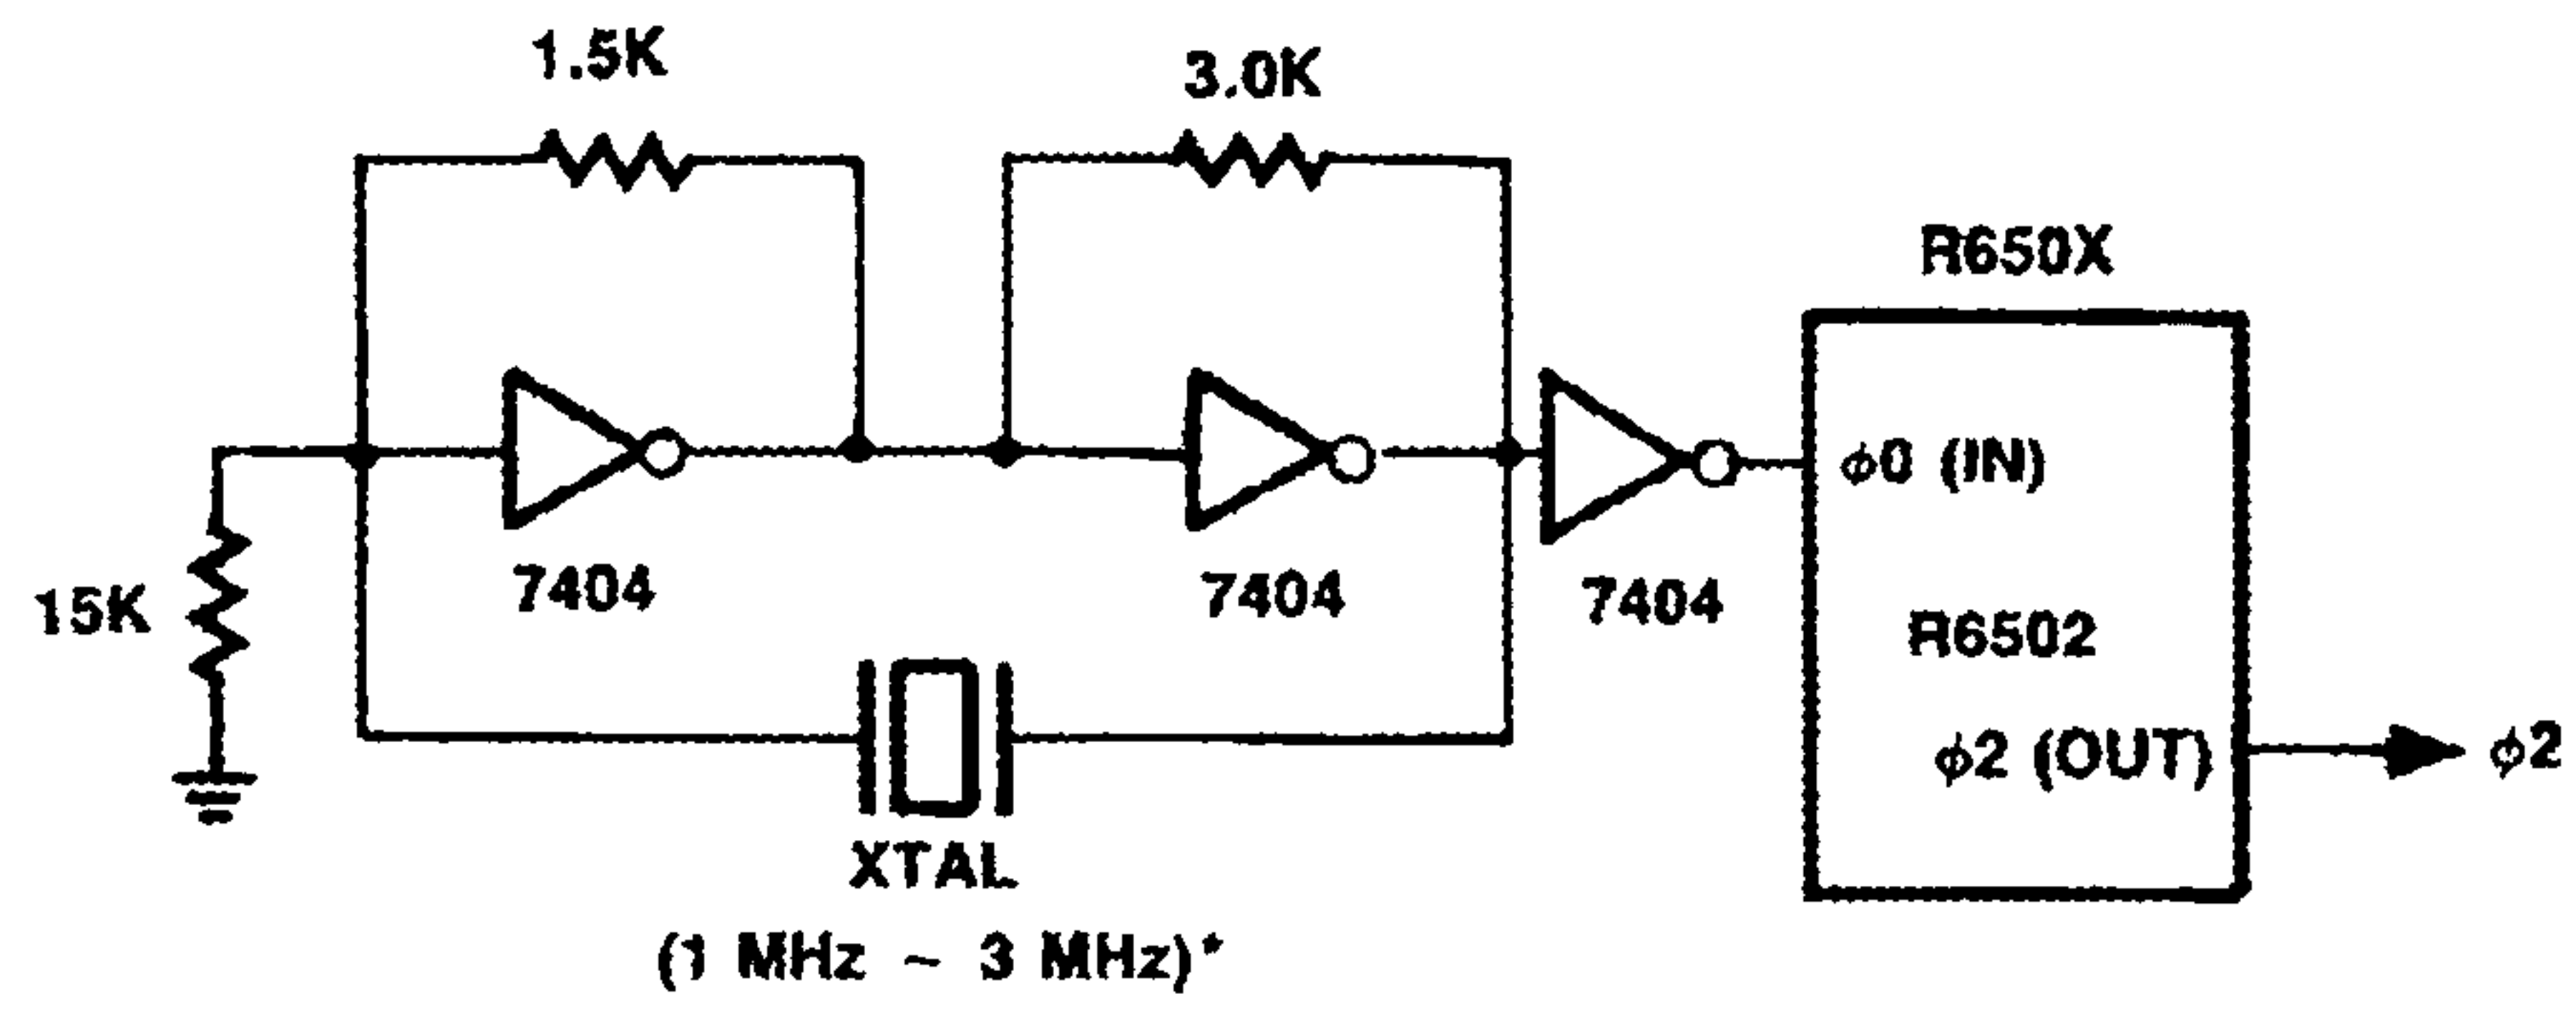 1.5K
3.0K
R650X
ϕ0 (IN)
15K
7404
7404
7404
R6502
ϕ2 (OUT)
ϕ2
XTAL
(1 MHz ~ 3 MHz)*